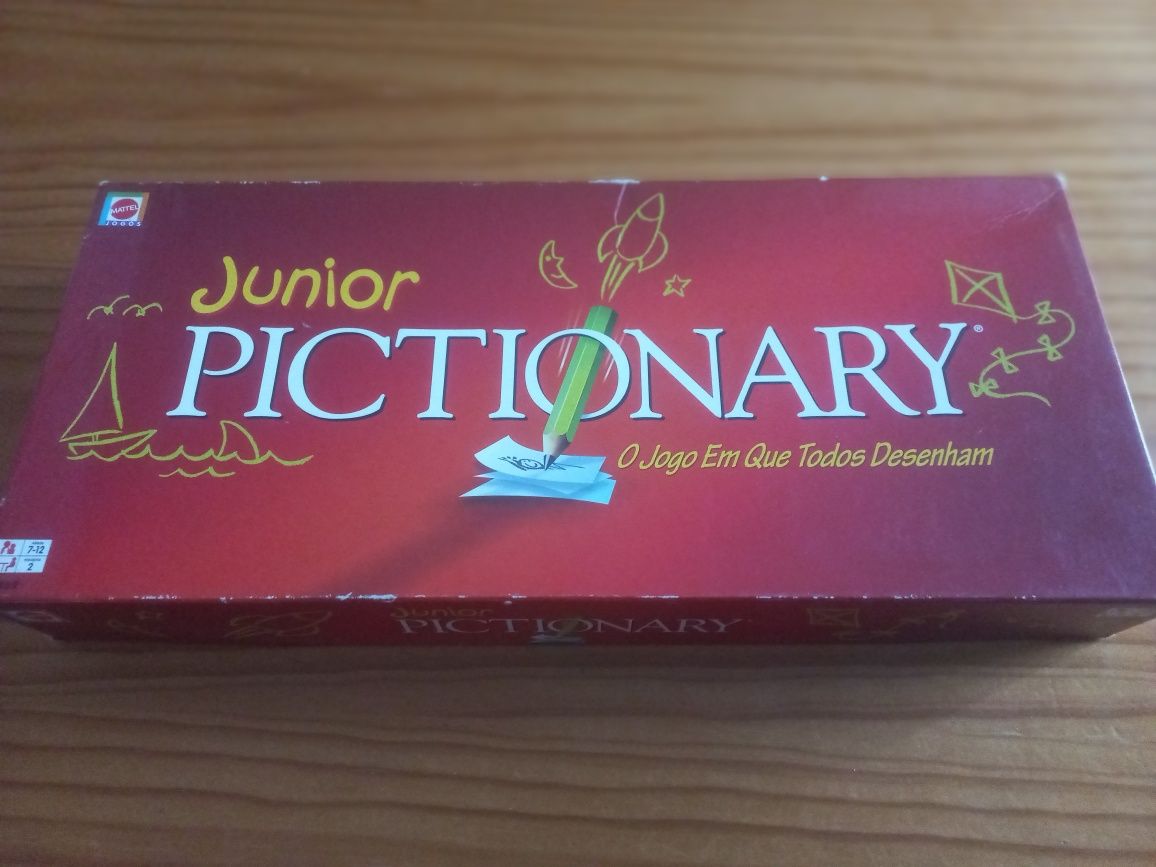 MATTEL
JOGOS
Junior
PICTIONARY®
O Jogo Em Que Todos Desenham
7-12
2
Junior
PICTIONARY